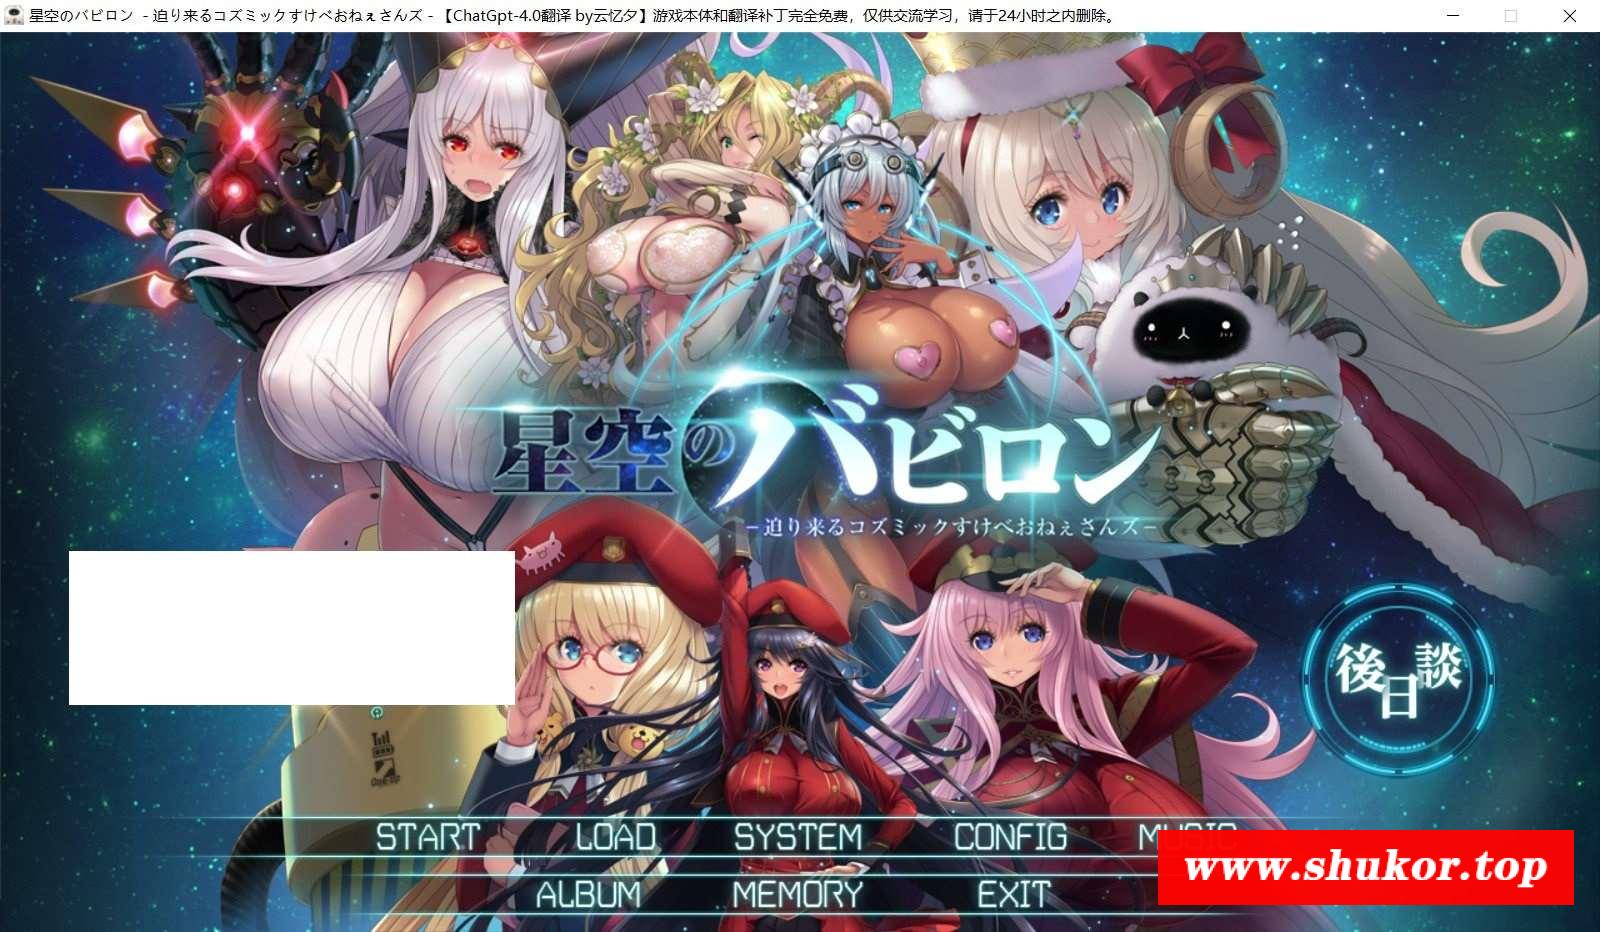 星空のバビロン －迫り来るコズミックすけべおねぇさんズ－【ChatGpt-4.0翻译 by云忆夕】游戏本体和翻译补丁完全免费，仅供交流学习，请于24小时之内删除。
星空のバビロン
－迫り来るコズミックすけべおねぇさんズ－
後日談
START LOAD SYSTEM CONFIG MUSIC
www.shukor.top
ALBUM MEMORY EXIT